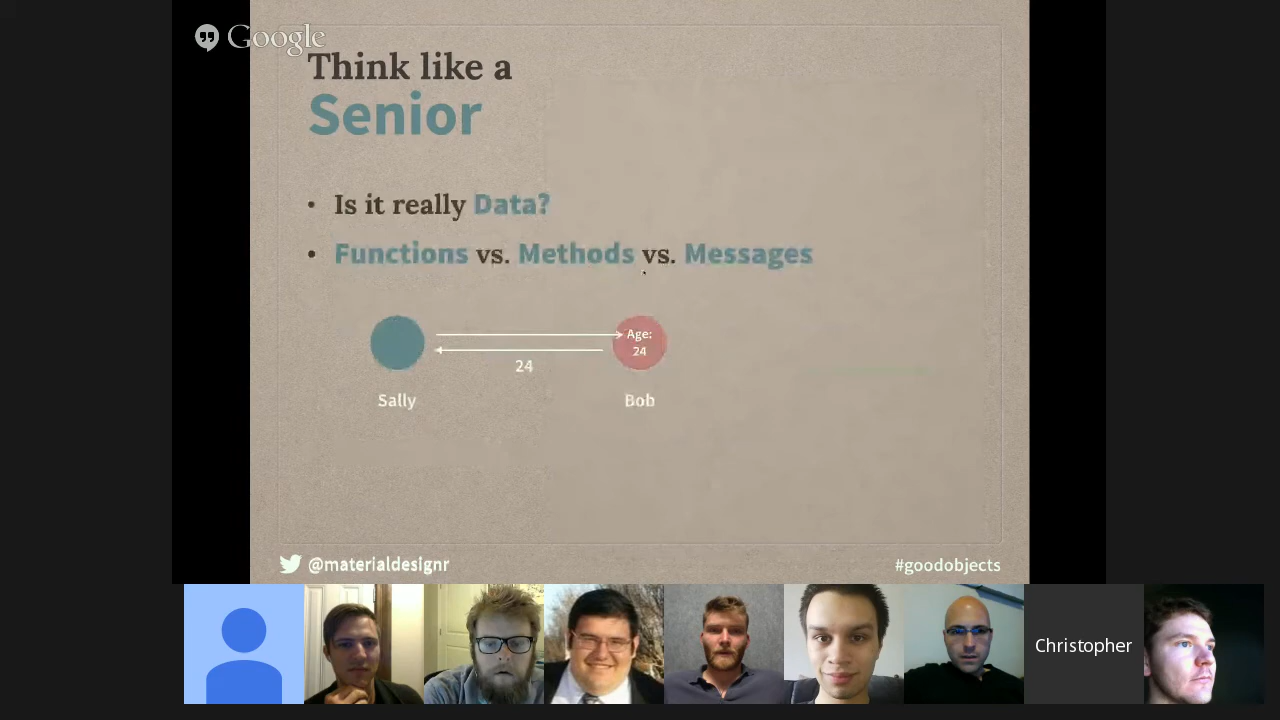 Google
Think like a
Senior
• Is it really Data?
• Functions vs. Methods vs. Messages
Age:
24
24
Sally
Bob
@materialdesignr
#goodobjects
Christopher